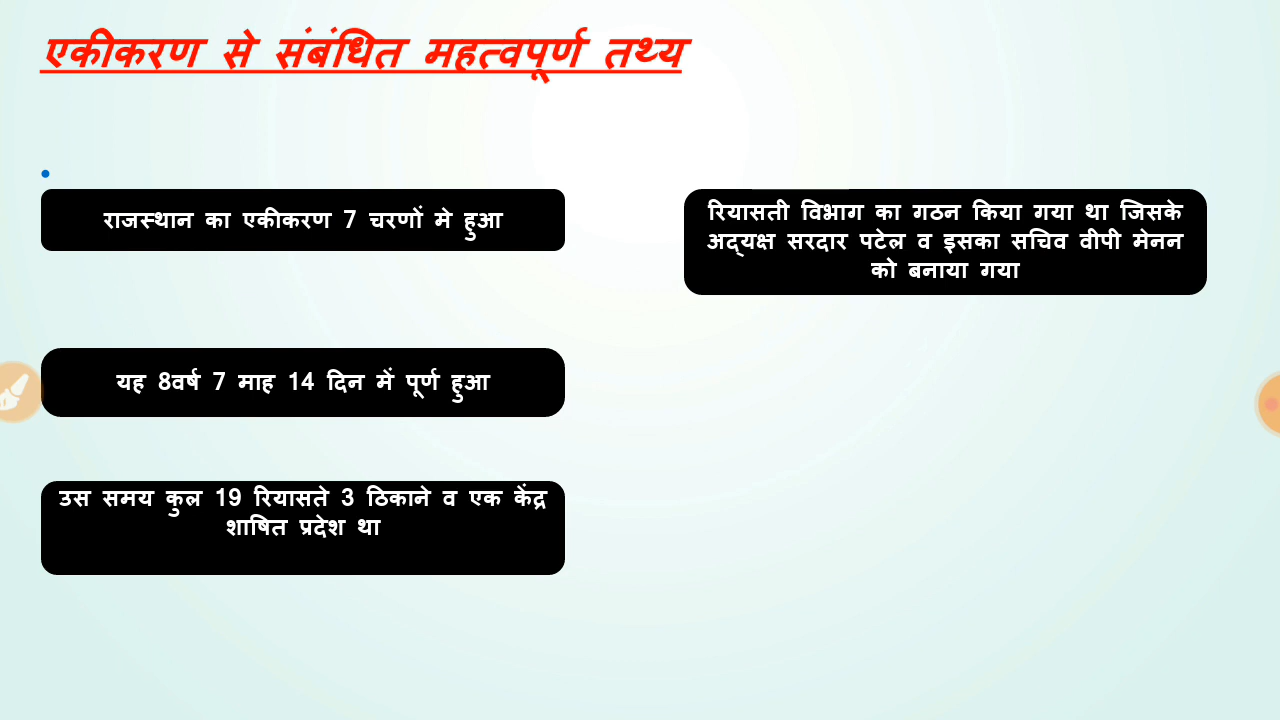 एकीकरण से संबंधित महत्वपूर्ण तथ्य
राजस्थान का एकीकरण 7 चरणों मे हुआ
यह 8वर्ष 7 माह 14 दिन में पूर्ण हुआ
उस समय कुल 19 रियासते 3 ठिकाने व एक केंद्र
शाषित प्रदेश था
रियासती विभाग का गठन किया गया था जिसके
अद्यक्ष सरदार पटेल व इसका सचिव वीपी मेनन
को बनाया गया